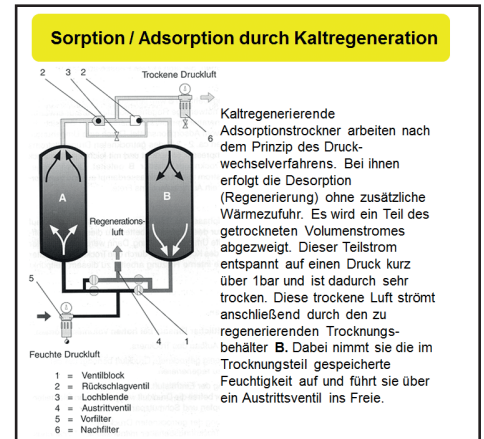 Sorption / Adsorption durch Kaltregeneration
2 3 2
Trockene Druckluft
6
A
B
Regenerations-
luft
5
4
1
Feuchte Druckluft
1 = Ventilblock
2 = Rückschlagventil
3 = Lochblende
4 = Austrittventil
5 = Vorfilter
6 = Nachfilter
Kaltregenerierende
Adsorptionstrockner arbeiten nach
dem Prinzip des Druck-
wechselverfahrens. Bei ihnen
erfolgt die Desorption
(Regenerierung) ohne zusätzliche
Wärmezufuhr. Es wird ein Teil des
getrockneten Volumenstromes
abgezweigt. Dieser Teilstrom
entspannt auf einen Druck kurz
über 1bar und ist dadurch sehr
trocken. Diese trockene Luft strömt
anschließend durch den zu
regenerierenden Trocknungs-
behälter B. Dabei nimmt sie die im
Trocknungsteil gespeicherte
Feuchtigkeit auf und führt sie über
ein Austrittsventil ins Freie.